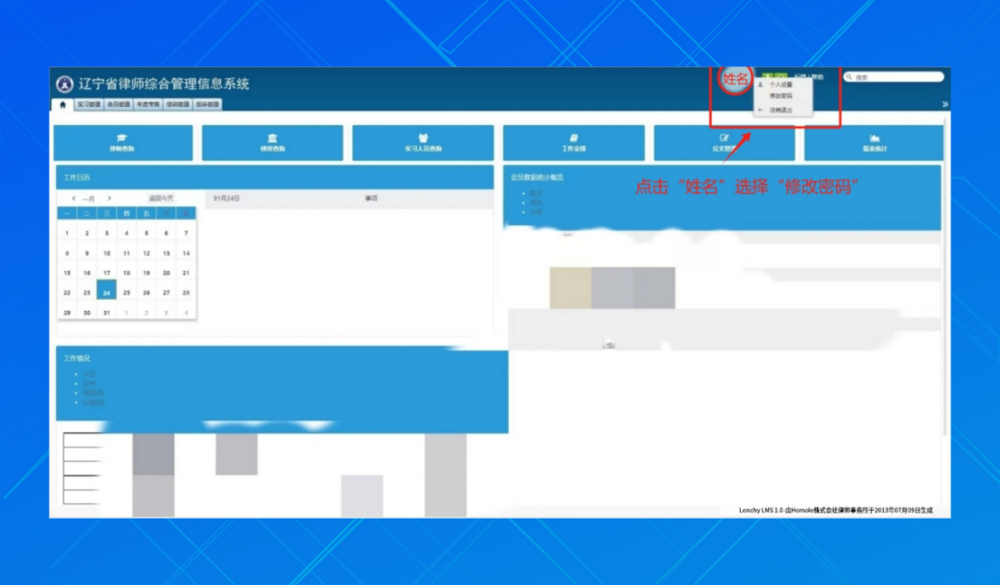 辽宁省律师综合管理信息系统
姓名
反馈 | 帮助
搜索
实习管理 会员管理 年度考核 培训管理 投诉管理
个人设置
修改密码
注销退出
律师查询
律所查询
实习人员查询
工作安排
公文管理
报表统计
点击“姓名”选择“修改密码”
工作日历
会员数据统计概览
一月
返回今天
01月24日
事项
一 二 三 四 五
1 2 3 4 5 6 7
8 9 10 11 12 13 14
15 16 17 18 19 20 21
22 23 24 25 26 27 28
29 30 31 1 2 3 4
工作情况
今日
Lenchy LMS 1.0 由Homolo株式会社律师事务所于2013年07月09日生成